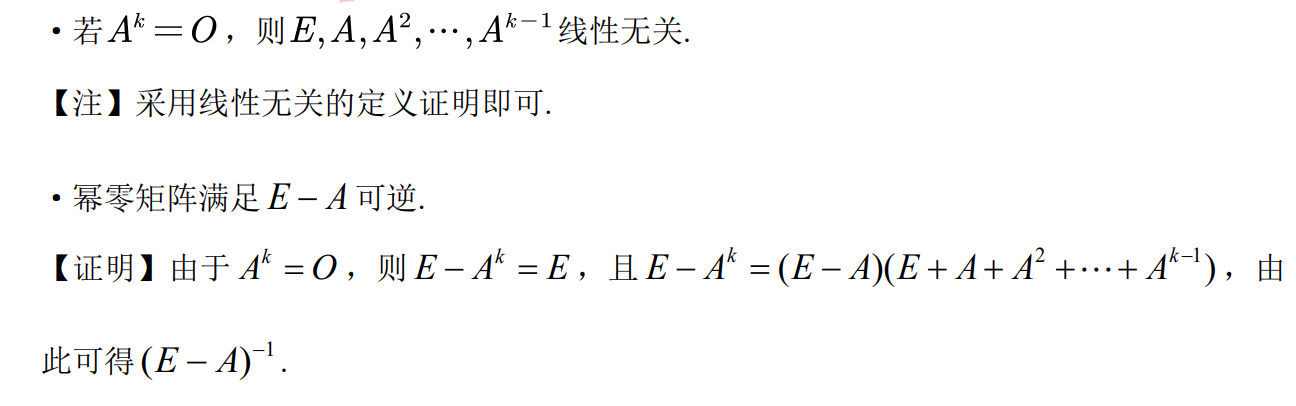 ·若 A^k=O，则 E, A, A^2, ⋯, A^{k−1} 线性无关.
【注】采用线性无关的定义证明即可.
·幂零矩阵满足 E−A 可逆.
【证明】由于 A^k=O，则 E−A^k=E，且 E−A^k=(E−A)(E+A+A^2+⋯+A^{k−1})，由
此可得 (E−A)^{−1}.